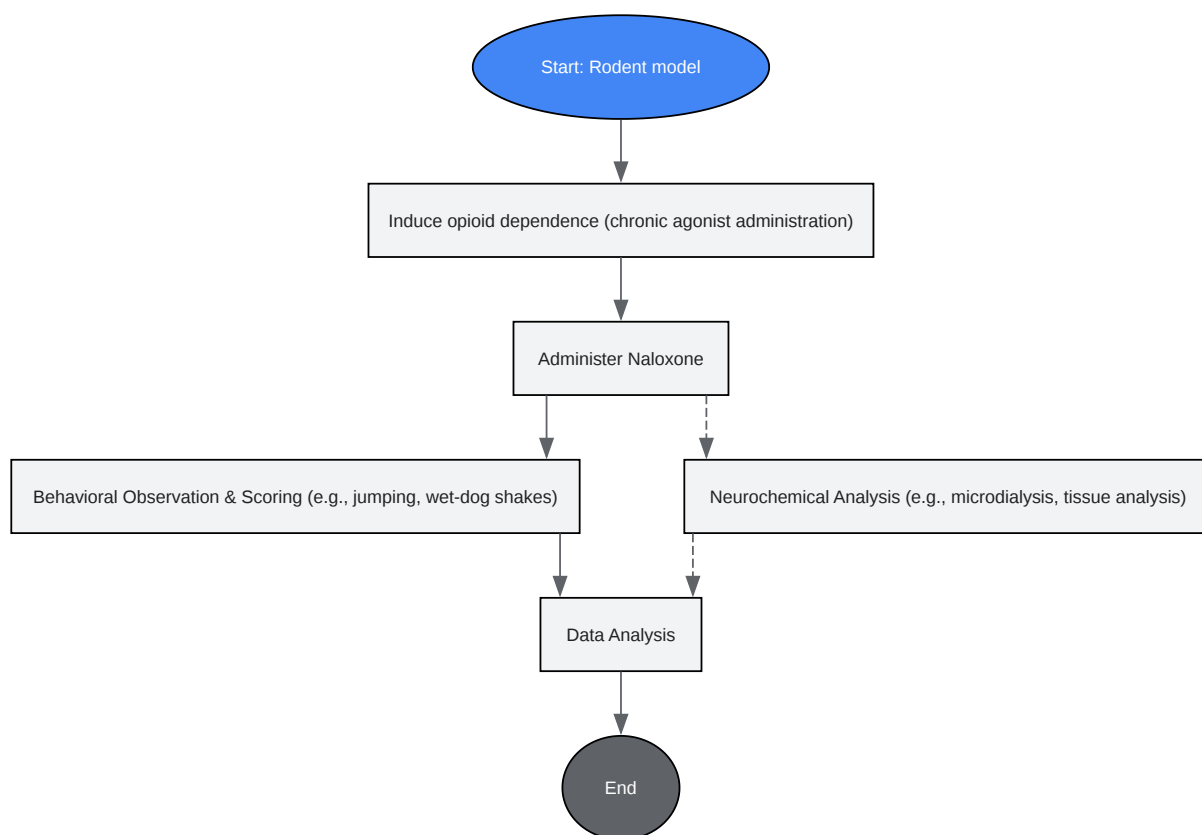 Start: Rodent model
Induce opioid dependence (chronic agonist administration)
Administer Naloxone
Behavioral Observation & Scoring (e.g., jumping, wet-dog shakes)
Neurochemical Analysis (e.g., microdialysis, tissue analysis)
Data Analysis
End